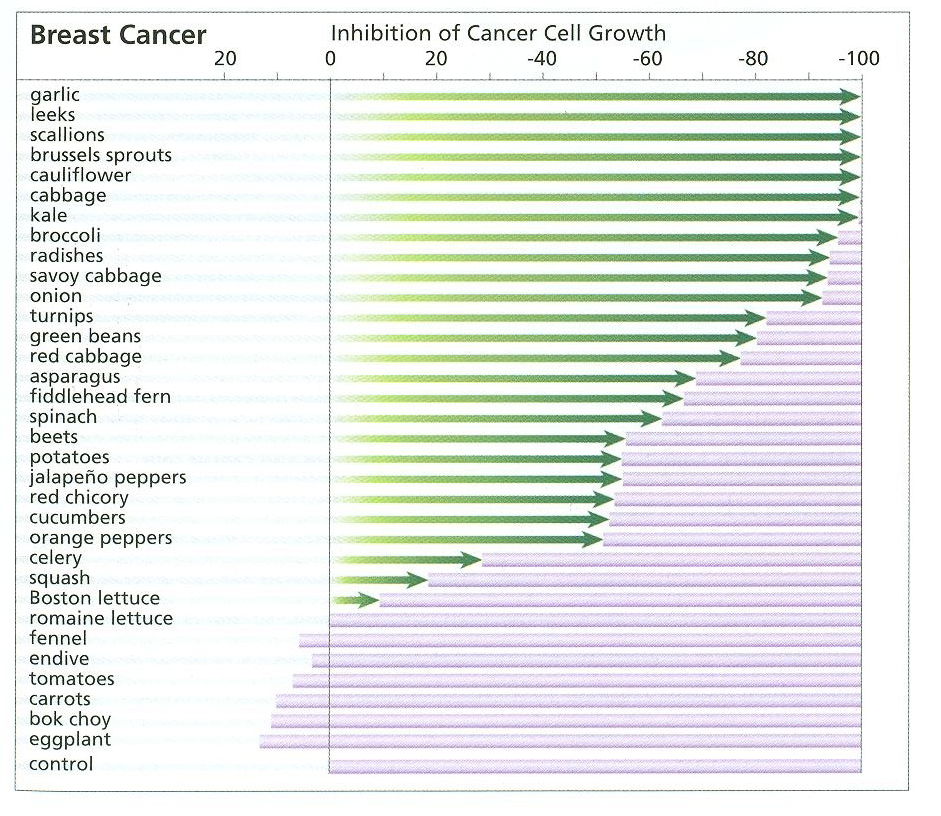 Breast Cancer
Inhibition of Cancer Cell Growth
20 0 20 -40 -60 -80 -100
garlic
leeks
scallions
brussels sprouts
cauliflower
cabbage
kale
broccoli
radishes
savoy cabbage
onion
turnips
green beans
red cabbage
asparagus
fiddlehead fern
spinach
beets
potatoes
jalapeño peppers
red chicory
cucumbers
orange peppers
celery
squash
Boston lettuce
romaine lettuce
fennel
endive
tomatoes
carrots
bok choy
eggplant
control